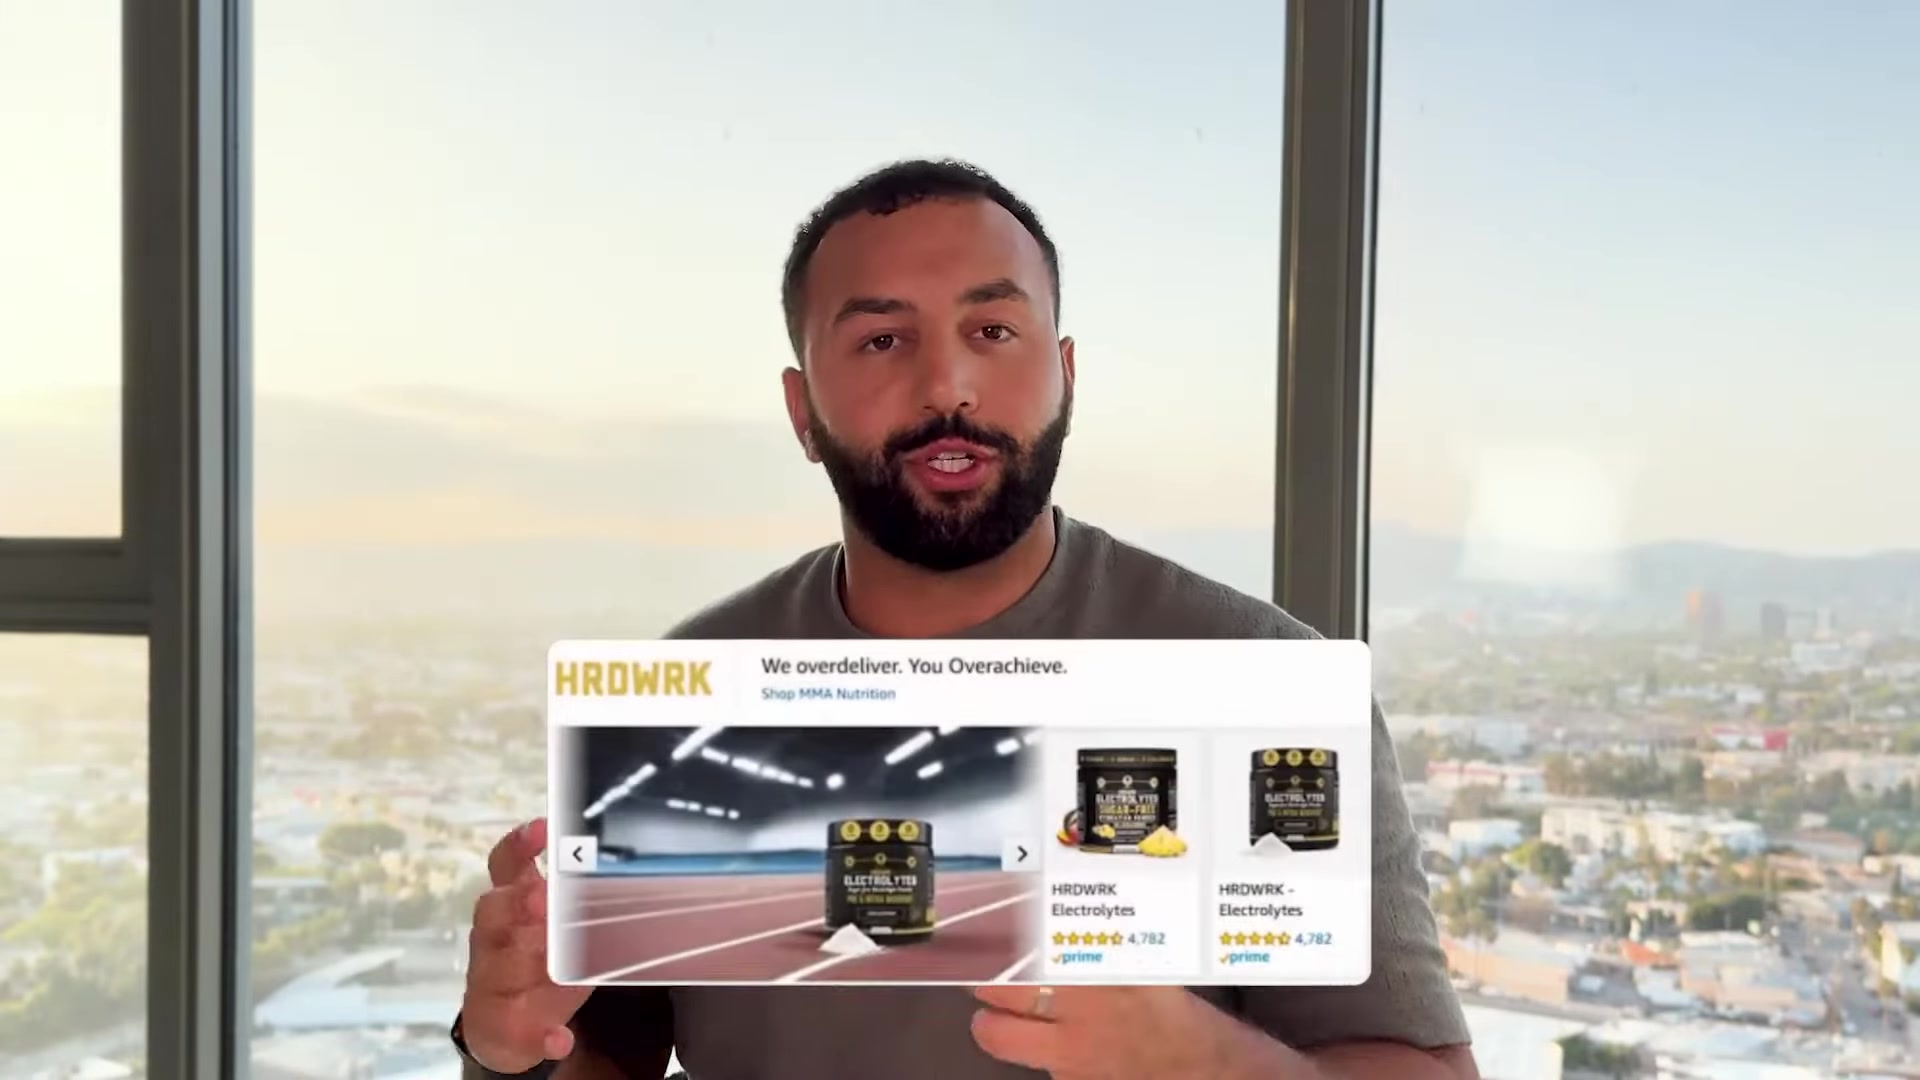 HRDWRK
We overdeliver. You Overachieve.
Shop MMA Nutrition
ELECTROLYTES
ELECTROLYTES
SUGAR-FREE
ELECTROLYTES
HRDWRK
Electrolytes
4,782
prime
HRDWRK -
Electrolytes
4,782
prime